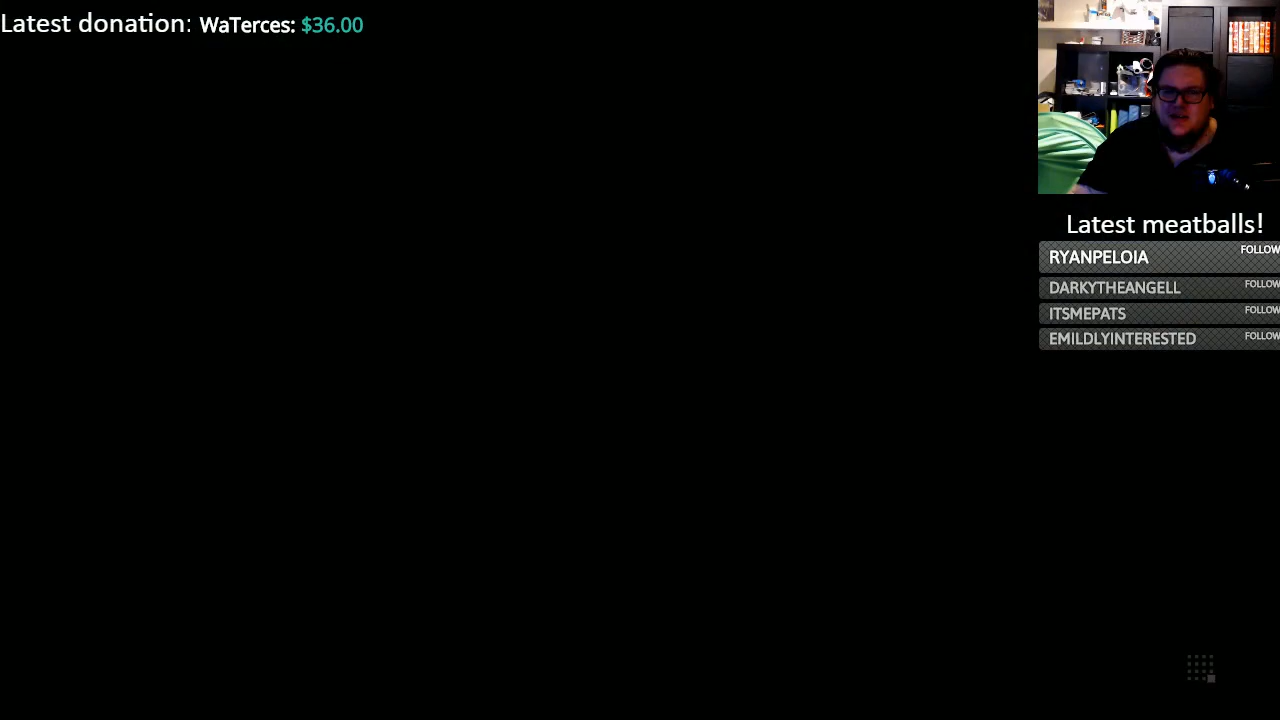 Latest donation: WaTerces: $36.00
Latest meatballs!
RYANPELOIA FOLLOW
DARKYTHEANGELL FOLLOW
ITSMEPATS FOLLOW
EMILDLYINTERESTED FOLLOW